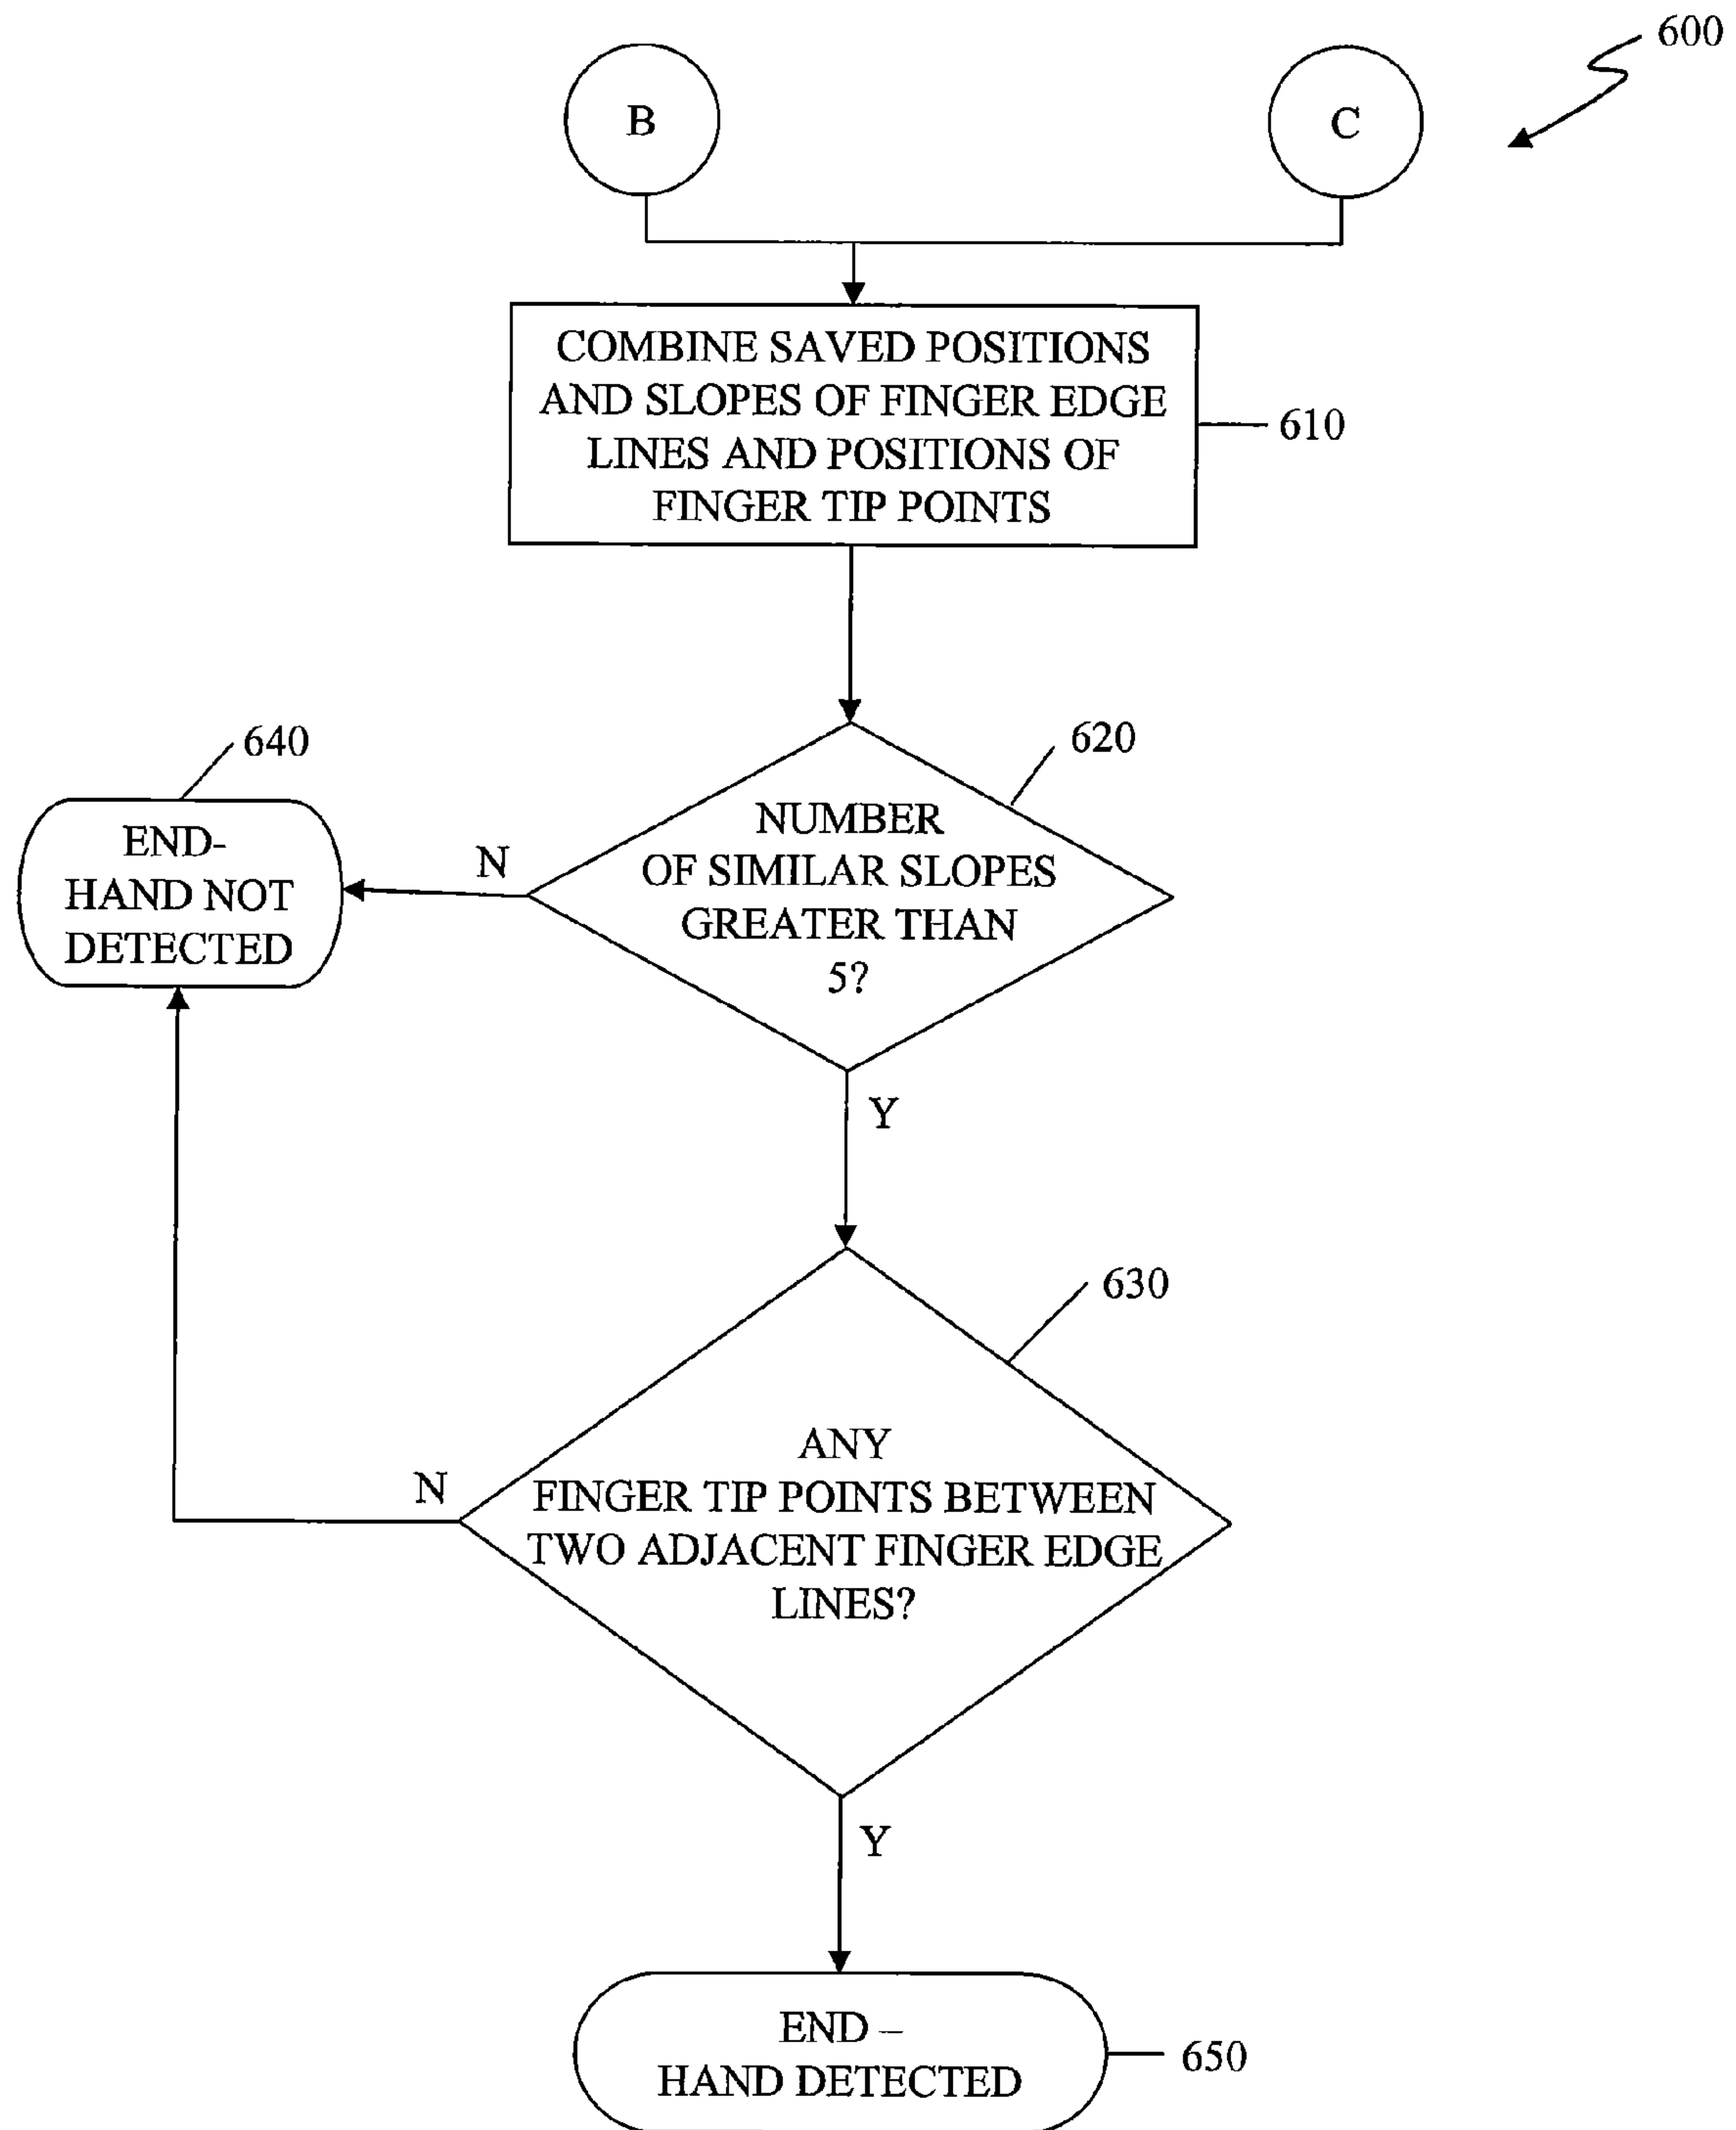 600
B
C
COMBINE SAVED POSITIONS
AND SLOPES OF FINGER EDGE
LINES AND POSITIONS OF
FINGER TIP POINTS
610
640
620
END-
HAND NOT
DETECTED
N
NUMBER
OF SIMILAR SLOPES
GREATER THAN
5?
Y
630
N
ANY
FINGER TIP POINTS BETWEEN
TWO ADJACENT FINGER EDGE
LINES?
Y
END –
HAND DETECTED
650